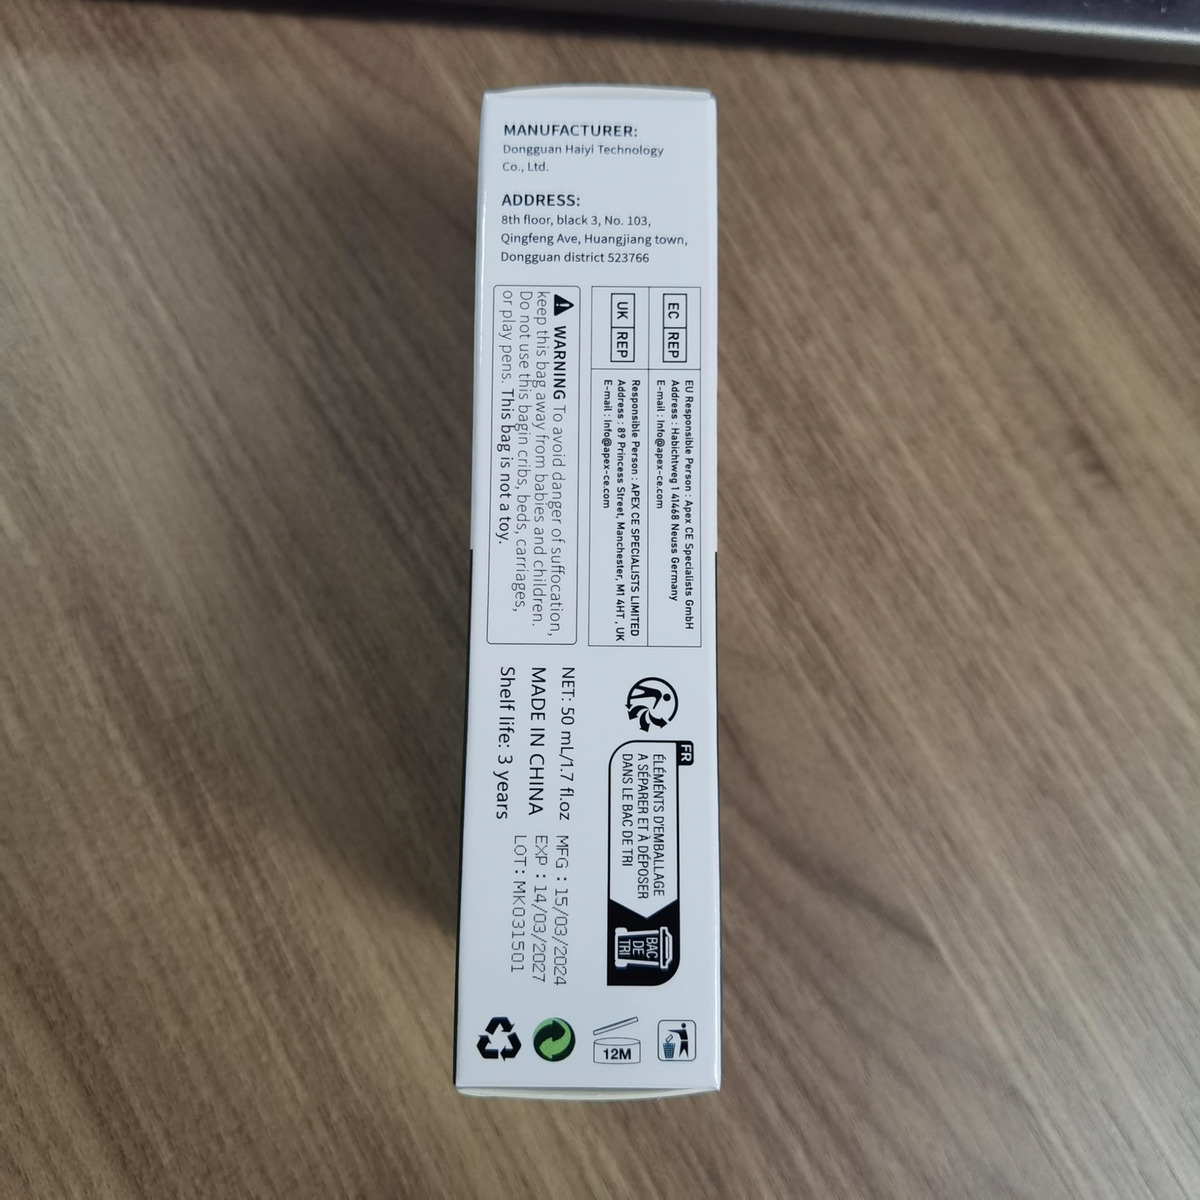 MANUFACTURER:
Dongguan Haiyi Technology
Co., Ltd.
ADDRESS:
8th floor, black 3, No. 103,
Qingfeng Ave, Huangjiang town,
Dongguan district 523766
EC REP
EU Responsible Person : Apex CE Specialists GmbH
Address : Habichtweg 1 41468 Neuss Germany
E-mail : Info@apex-ce.com
UK REP
Responsible Person : APEX CE SPECIALISTS LIMITED
Address : 89 Princess Street, Manchester, M1 4HT , UK
E-mail : Info@apex-ce.com
WARNING To avoid danger of suffocation,
keep this bag away from babies and children.
Do not use this bagin cribs, beds, carriages,
or play pens. This bag is not a toy.
FR
ÉLÉMENTS D'EMBALLAGE
A SÉPARER ET À DÉPOSER
DANS LE BAC DE TRI
BAC
DE
TRI
NET: 50 mL/1.7 fl.oz
MADE IN CHINA
Shelf life: 3 years
MFG : 15/03/2024
EXP : 14/03/2027
LOT : MK031501
12M